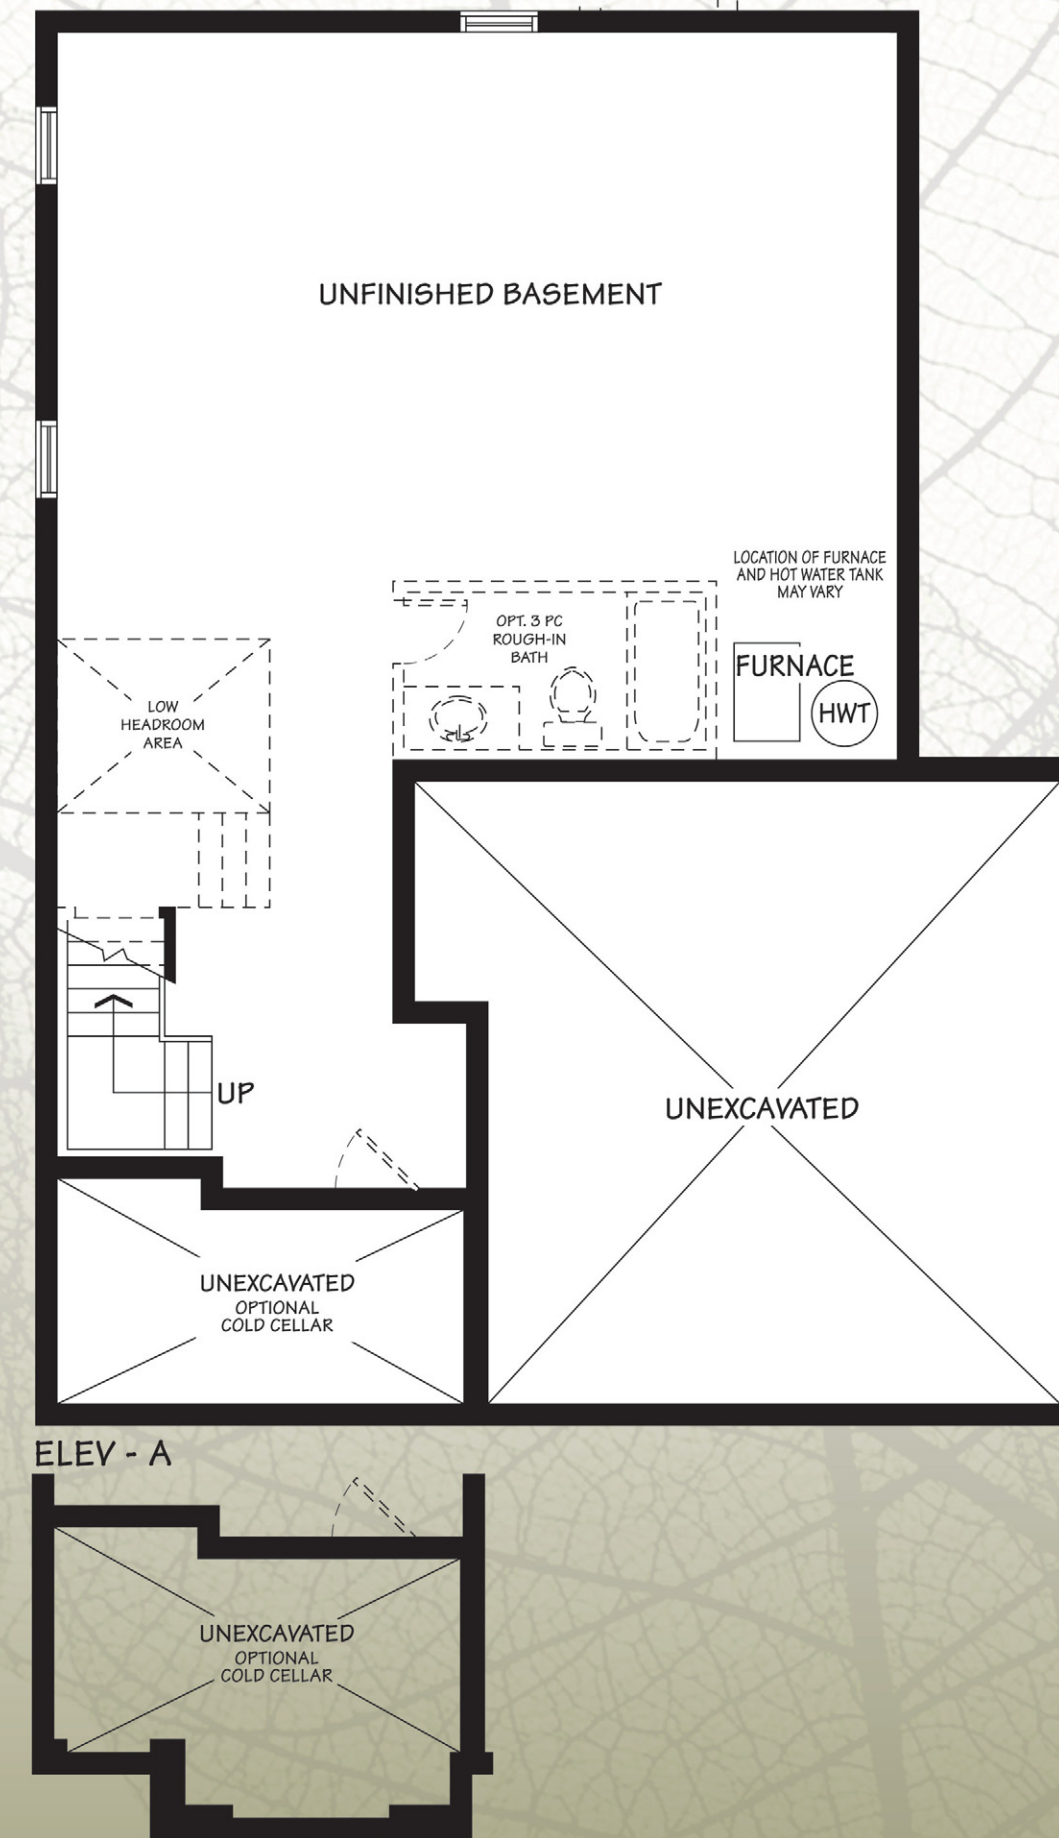 UNFINISHED BASEMENT
LOCATION OF FURNACE
AND HOT WATER TANK
MAY VARY
OPT. 3 PC
ROUGH-IN
BATH
FURNACE
HWT
LOW
HEADROOM
AREA
UP
UNEXCAVATED
UNEXCAVATED
OPTIONAL
COLD CELLAR
ELEV - A
UNEXCAVATED
OPTIONAL
COLD CELLAR